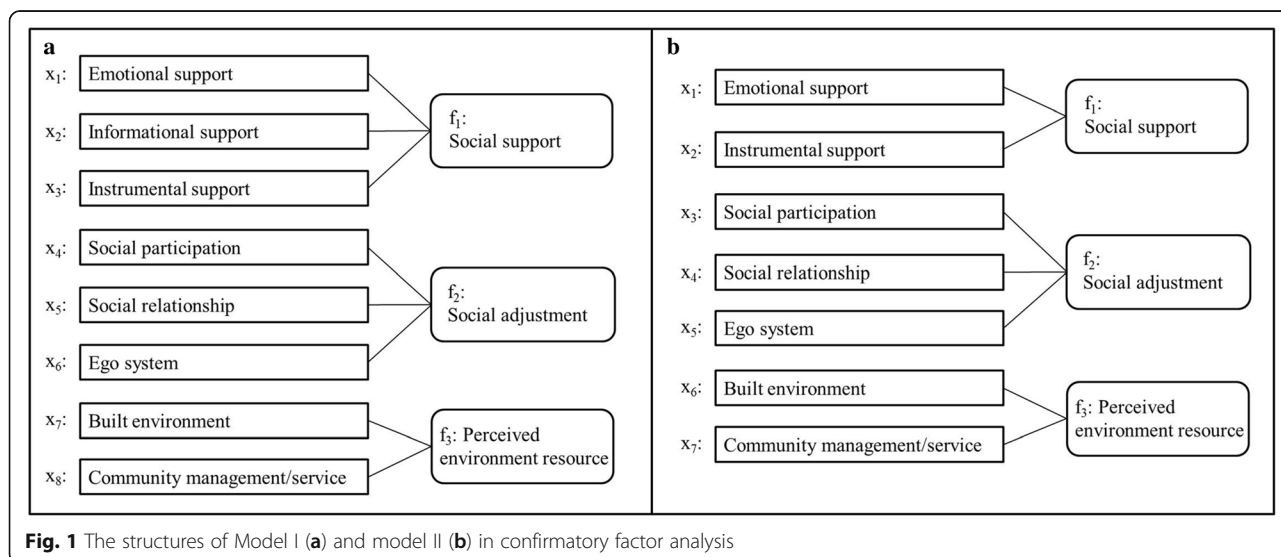 a
x₁: Emotional support
x₂: Informational support
x₃: Instrumental support
x₄: Social participation
x₅: Social relationship
x₆: Ego system
x₇: Built environment
x₈: Community management/service
f₁:
Social support
f₂:
Social adjustment
f₃: Perceived
environment resource
b
x₁: Emotional support
x₂: Instrumental support
x₃: Social participation
x₄: Social relationship
x₅: Ego system
x₆: Built environment
x₇: Community management/service
f₁:
Social support
f₂:
Social adjustment
f₃: Perceived
environment resource
Fig. 1 The structures of Model I (a) and model II (b) in confirmatory factor analysis